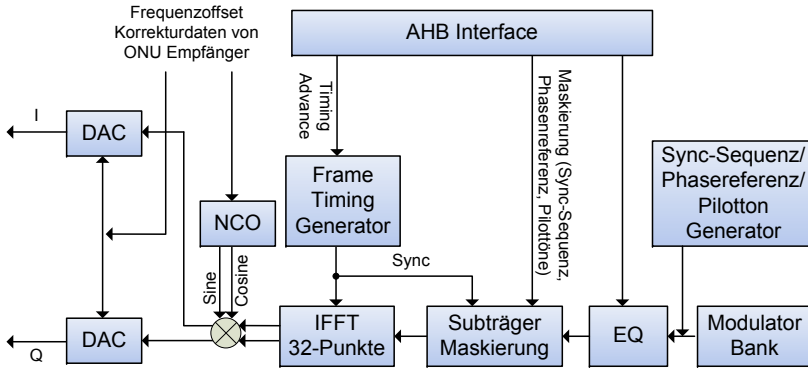 Frequenzoffset
Korrekturdaten von
ONU Empfänger
AHB Interface
Timing
Advance
Maskierung (Sync-Sequenz,
Phasenreferenz, Pilottöne)
I
DAC
Frame
Timing
Generator
Sync-Sequenz/
Phasereferenz/
Pilotton
Generator
NCO
Sine
Cosine
Sync
Q
DAC
IFFT
32-Punkte
Subträger
Maskierung
EQ
Modulator
Bank